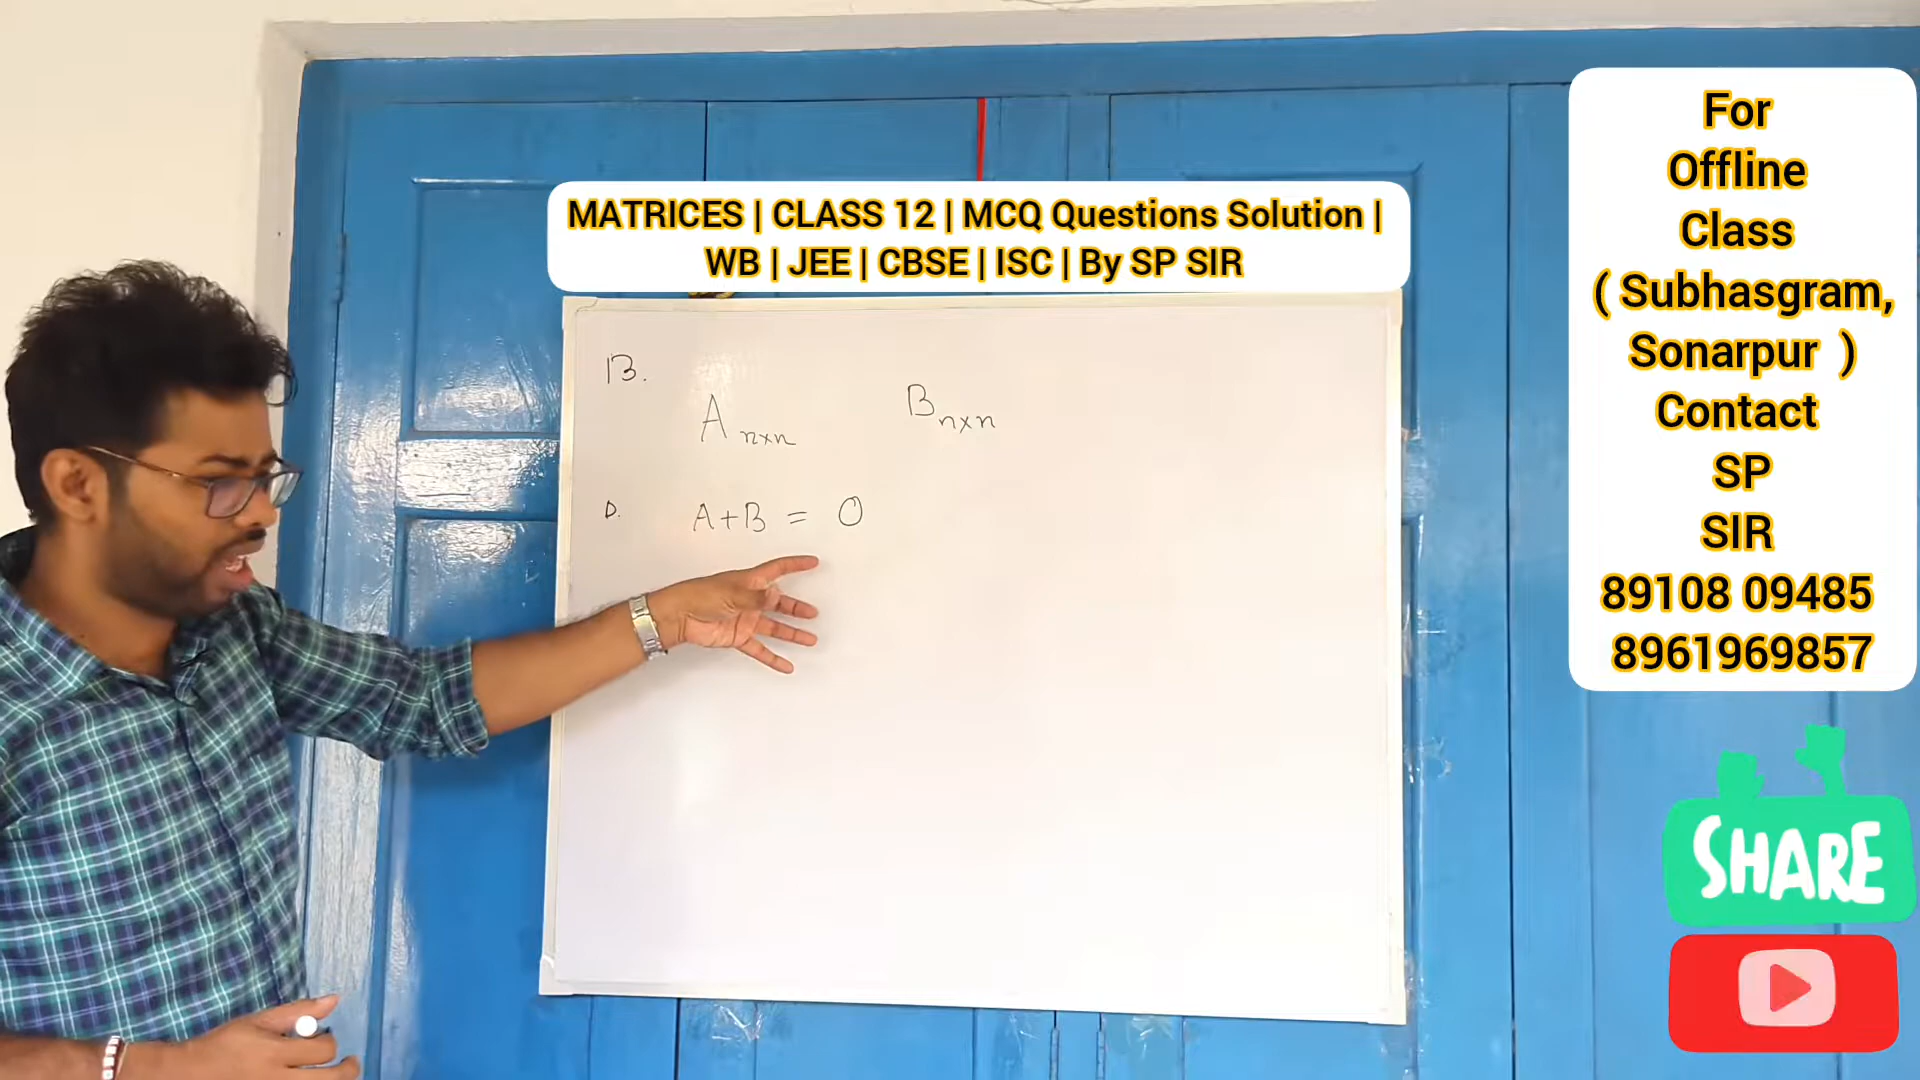 MATRICES | CLASS 12 | MCQ Questions Solution |
WB | JEE | CBSE | ISC | By SP SIR
13.
A n×n B n×n
D. A+B = O
For
Offline
Class
( Subhasgram,
Sonarpur )
Contact
SP
SIR
89108 09485
8961969857
SHARE